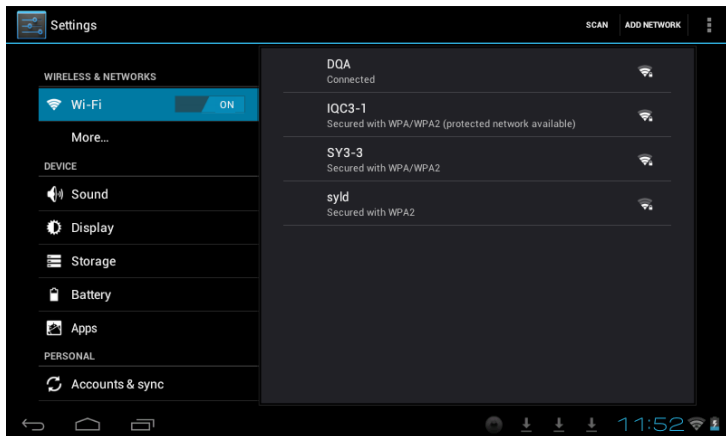 Settings
SCAN
ADD NETWORK
WIRELESS & NETWORKS
Wi-Fi
ON
More...
DEVICE
Sound
Display
Storage
Battery
Apps
PERSONAL
Accounts & sync
DQA
Connected
IQC3-1
Secured with WPA/WPA2 (protected network available)
SY3-3
Secured with WPA/WPA2
syld
Secured with WPA2
11:52